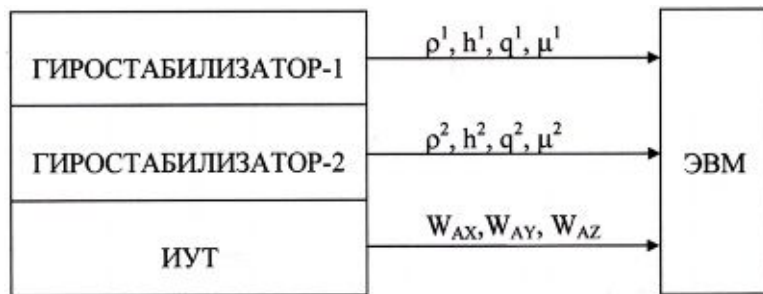 ГИРОСТАБИЛИЗАТОР-1
ρ¹, h¹, q¹, μ¹
ГИРОСТАБИЛИЗАТОР-2
ρ², h², q², μ²
ЭВМ
ИУТ
W_AX, W_AY, W_AZ